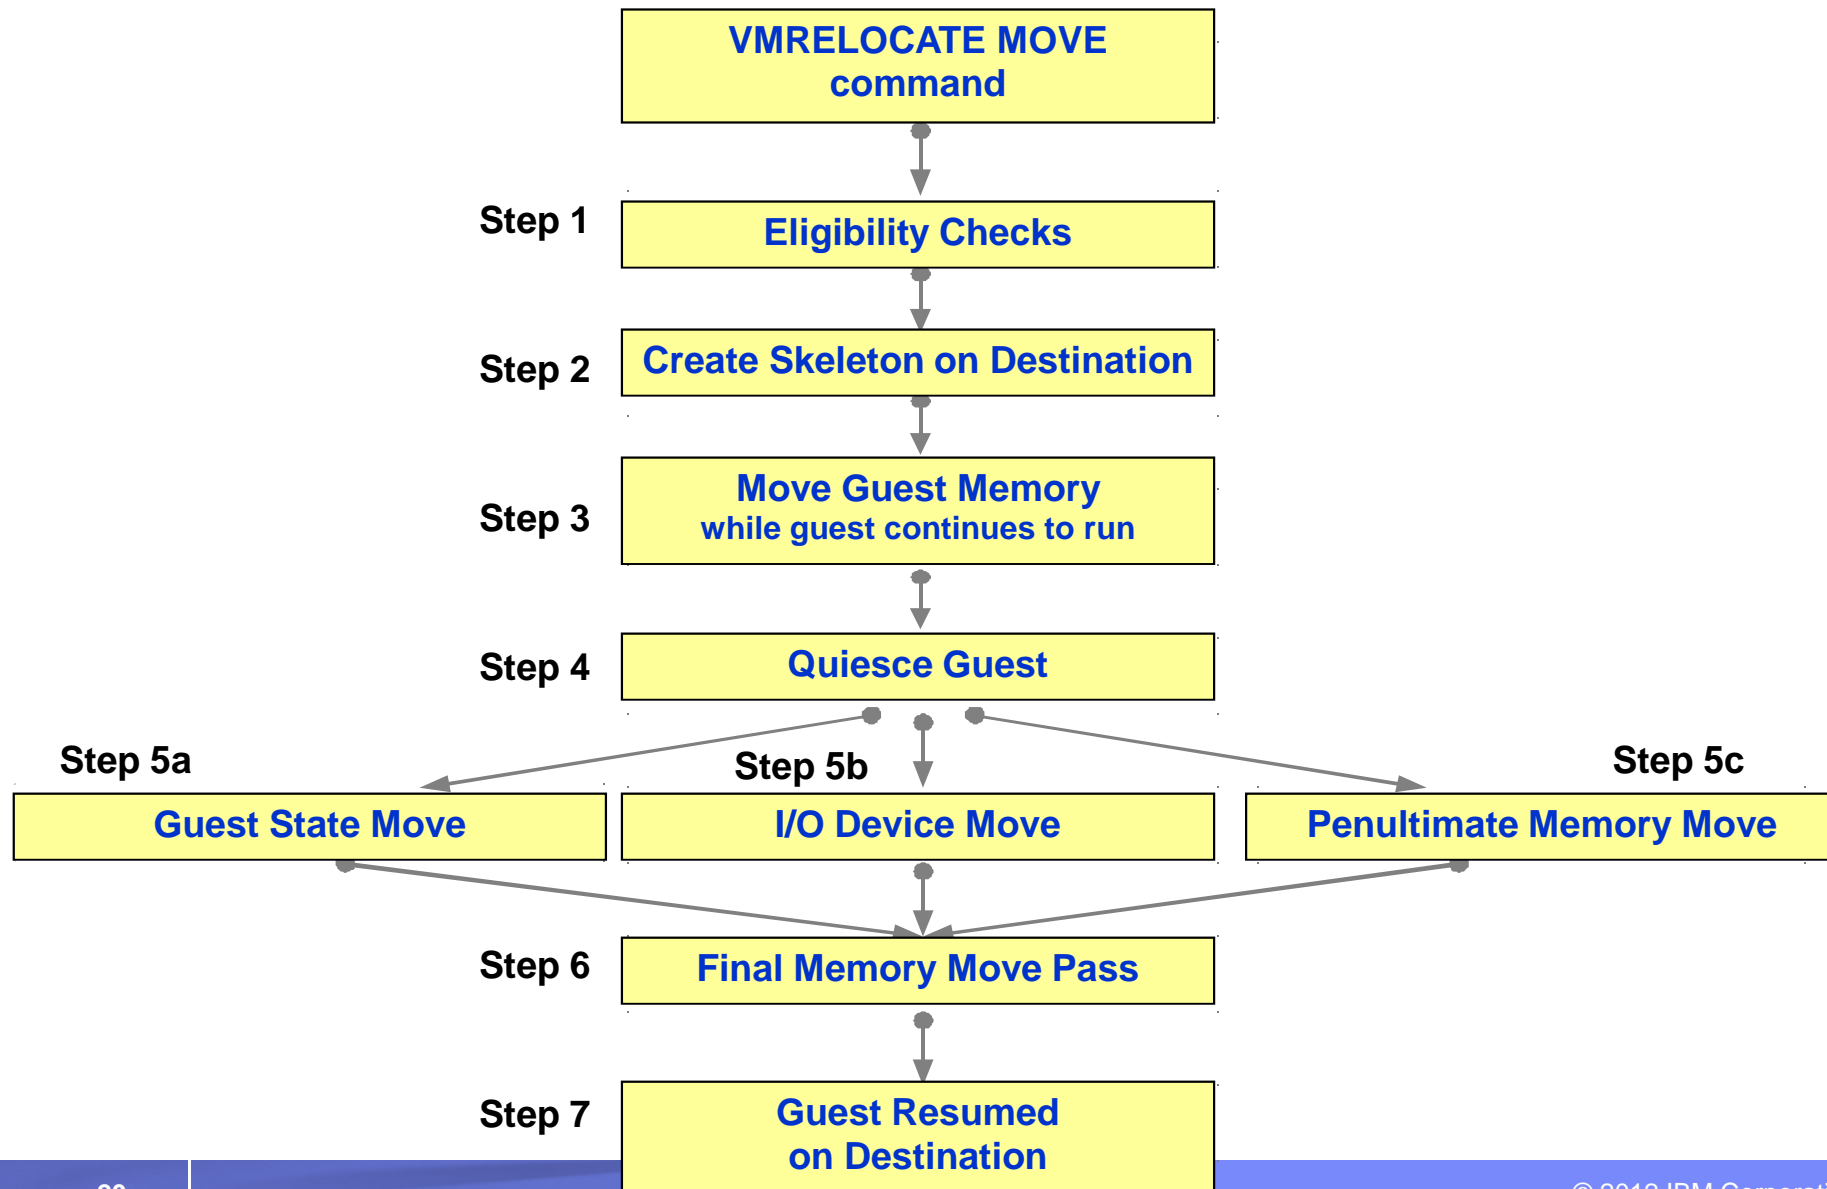 VMRELOCATE MOVE
command
Step 1
Eligibility Checks
Step 2
Create Skeleton on Destination
Step 3
Move Guest Memory
while guest continues to run
Step 4
Quiesce Guest
Step 5a
Step 5b
Step 5c
Guest State Move
I/O Device Move
Penultimate Memory Move
Step 6
Final Memory Move Pass
Step 7
Guest Resumed
on Destination
© 2012 IBM